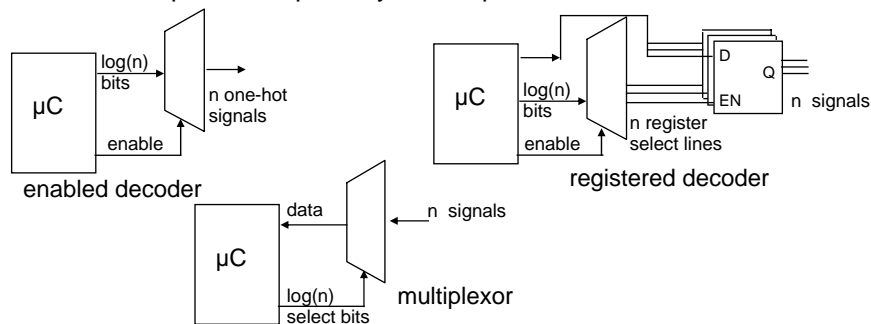 µC
log(n)
bits
enable
n one-hot
signals
enabled decoder
µC
log(n)
bits
enable
n register
select lines
D
Q
EN
n signals
registered decoder
µC
data
log(n)
select bits
n signals
multiplexor